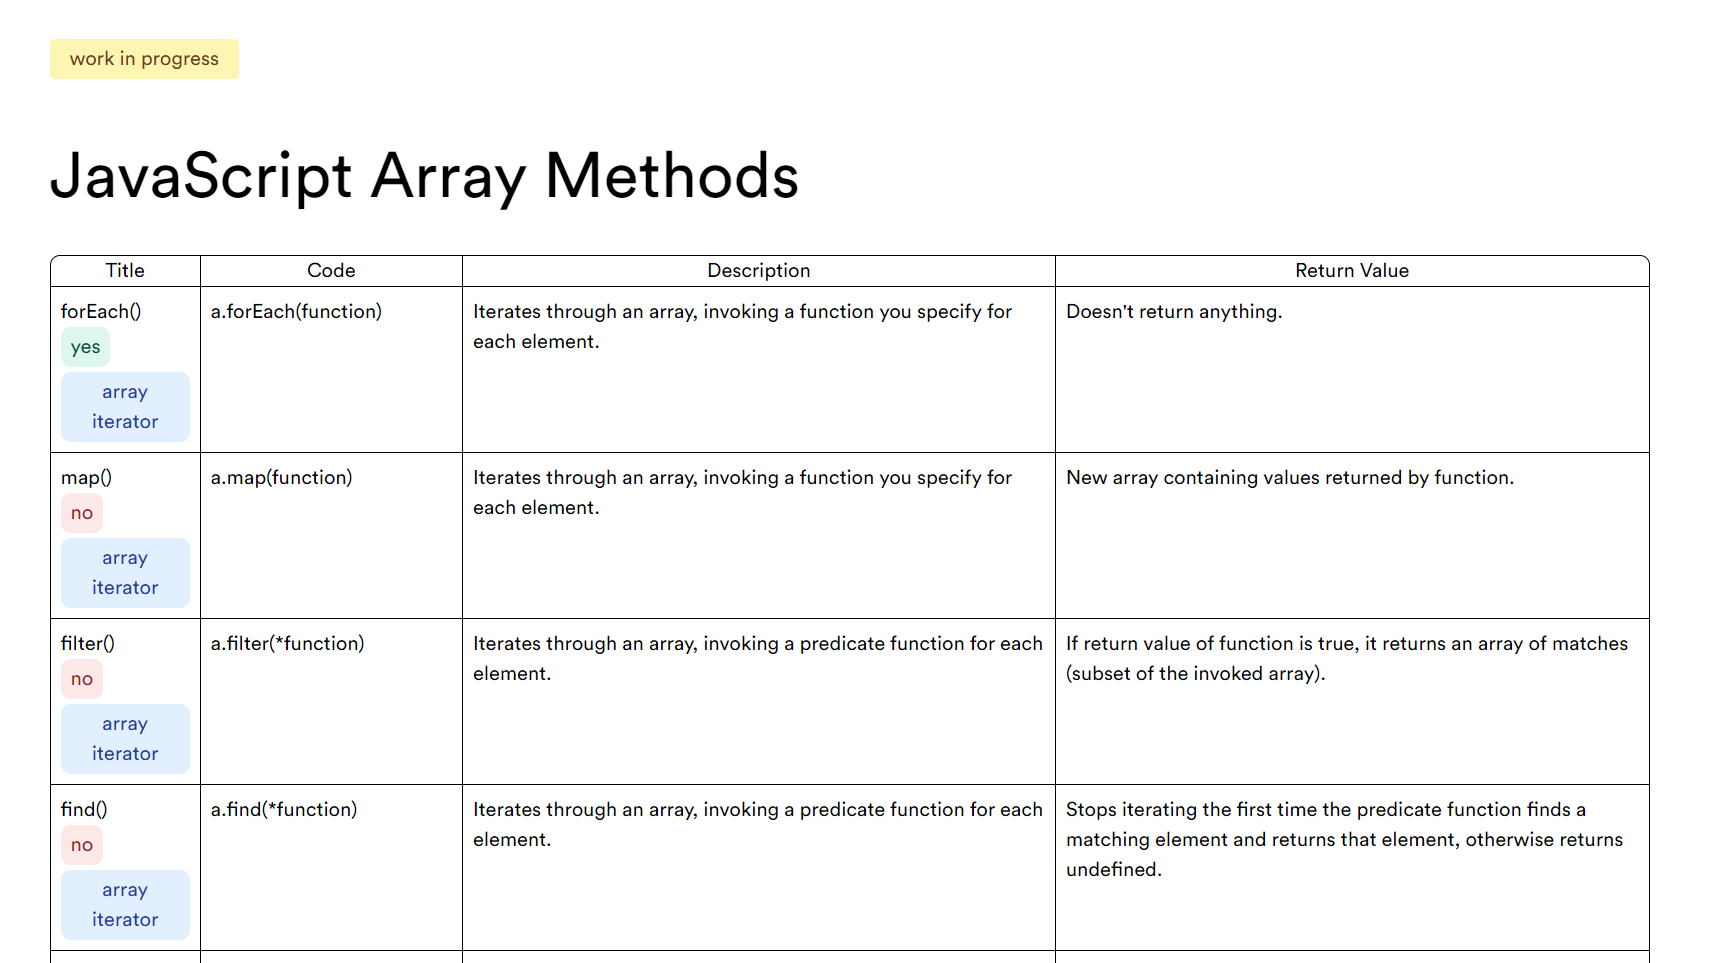 work in progress
JavaScript Array Methods
Title Code Description Return Value
forEach() a.forEach(function) Iterates through an array, invoking a function you specify for Doesn't return anything.
each element.
yes
array
iterator
map() a.map(function) Iterates through an array, invoking a function you specify for New array containing values returned by function.
each element.
no
array
iterator
filter() a.filter(*function) Iterates through an array, invoking a predicate function for each If return value of function is true, it returns an array of matches
element. (subset of the invoked array).
no
array
iterator
find() a.find(*function) Iterates through an array, invoking a predicate function for each Stops iterating the first time the predicate function finds a
element. matching element and returns that element, otherwise returns
no undefined.
array
iterator